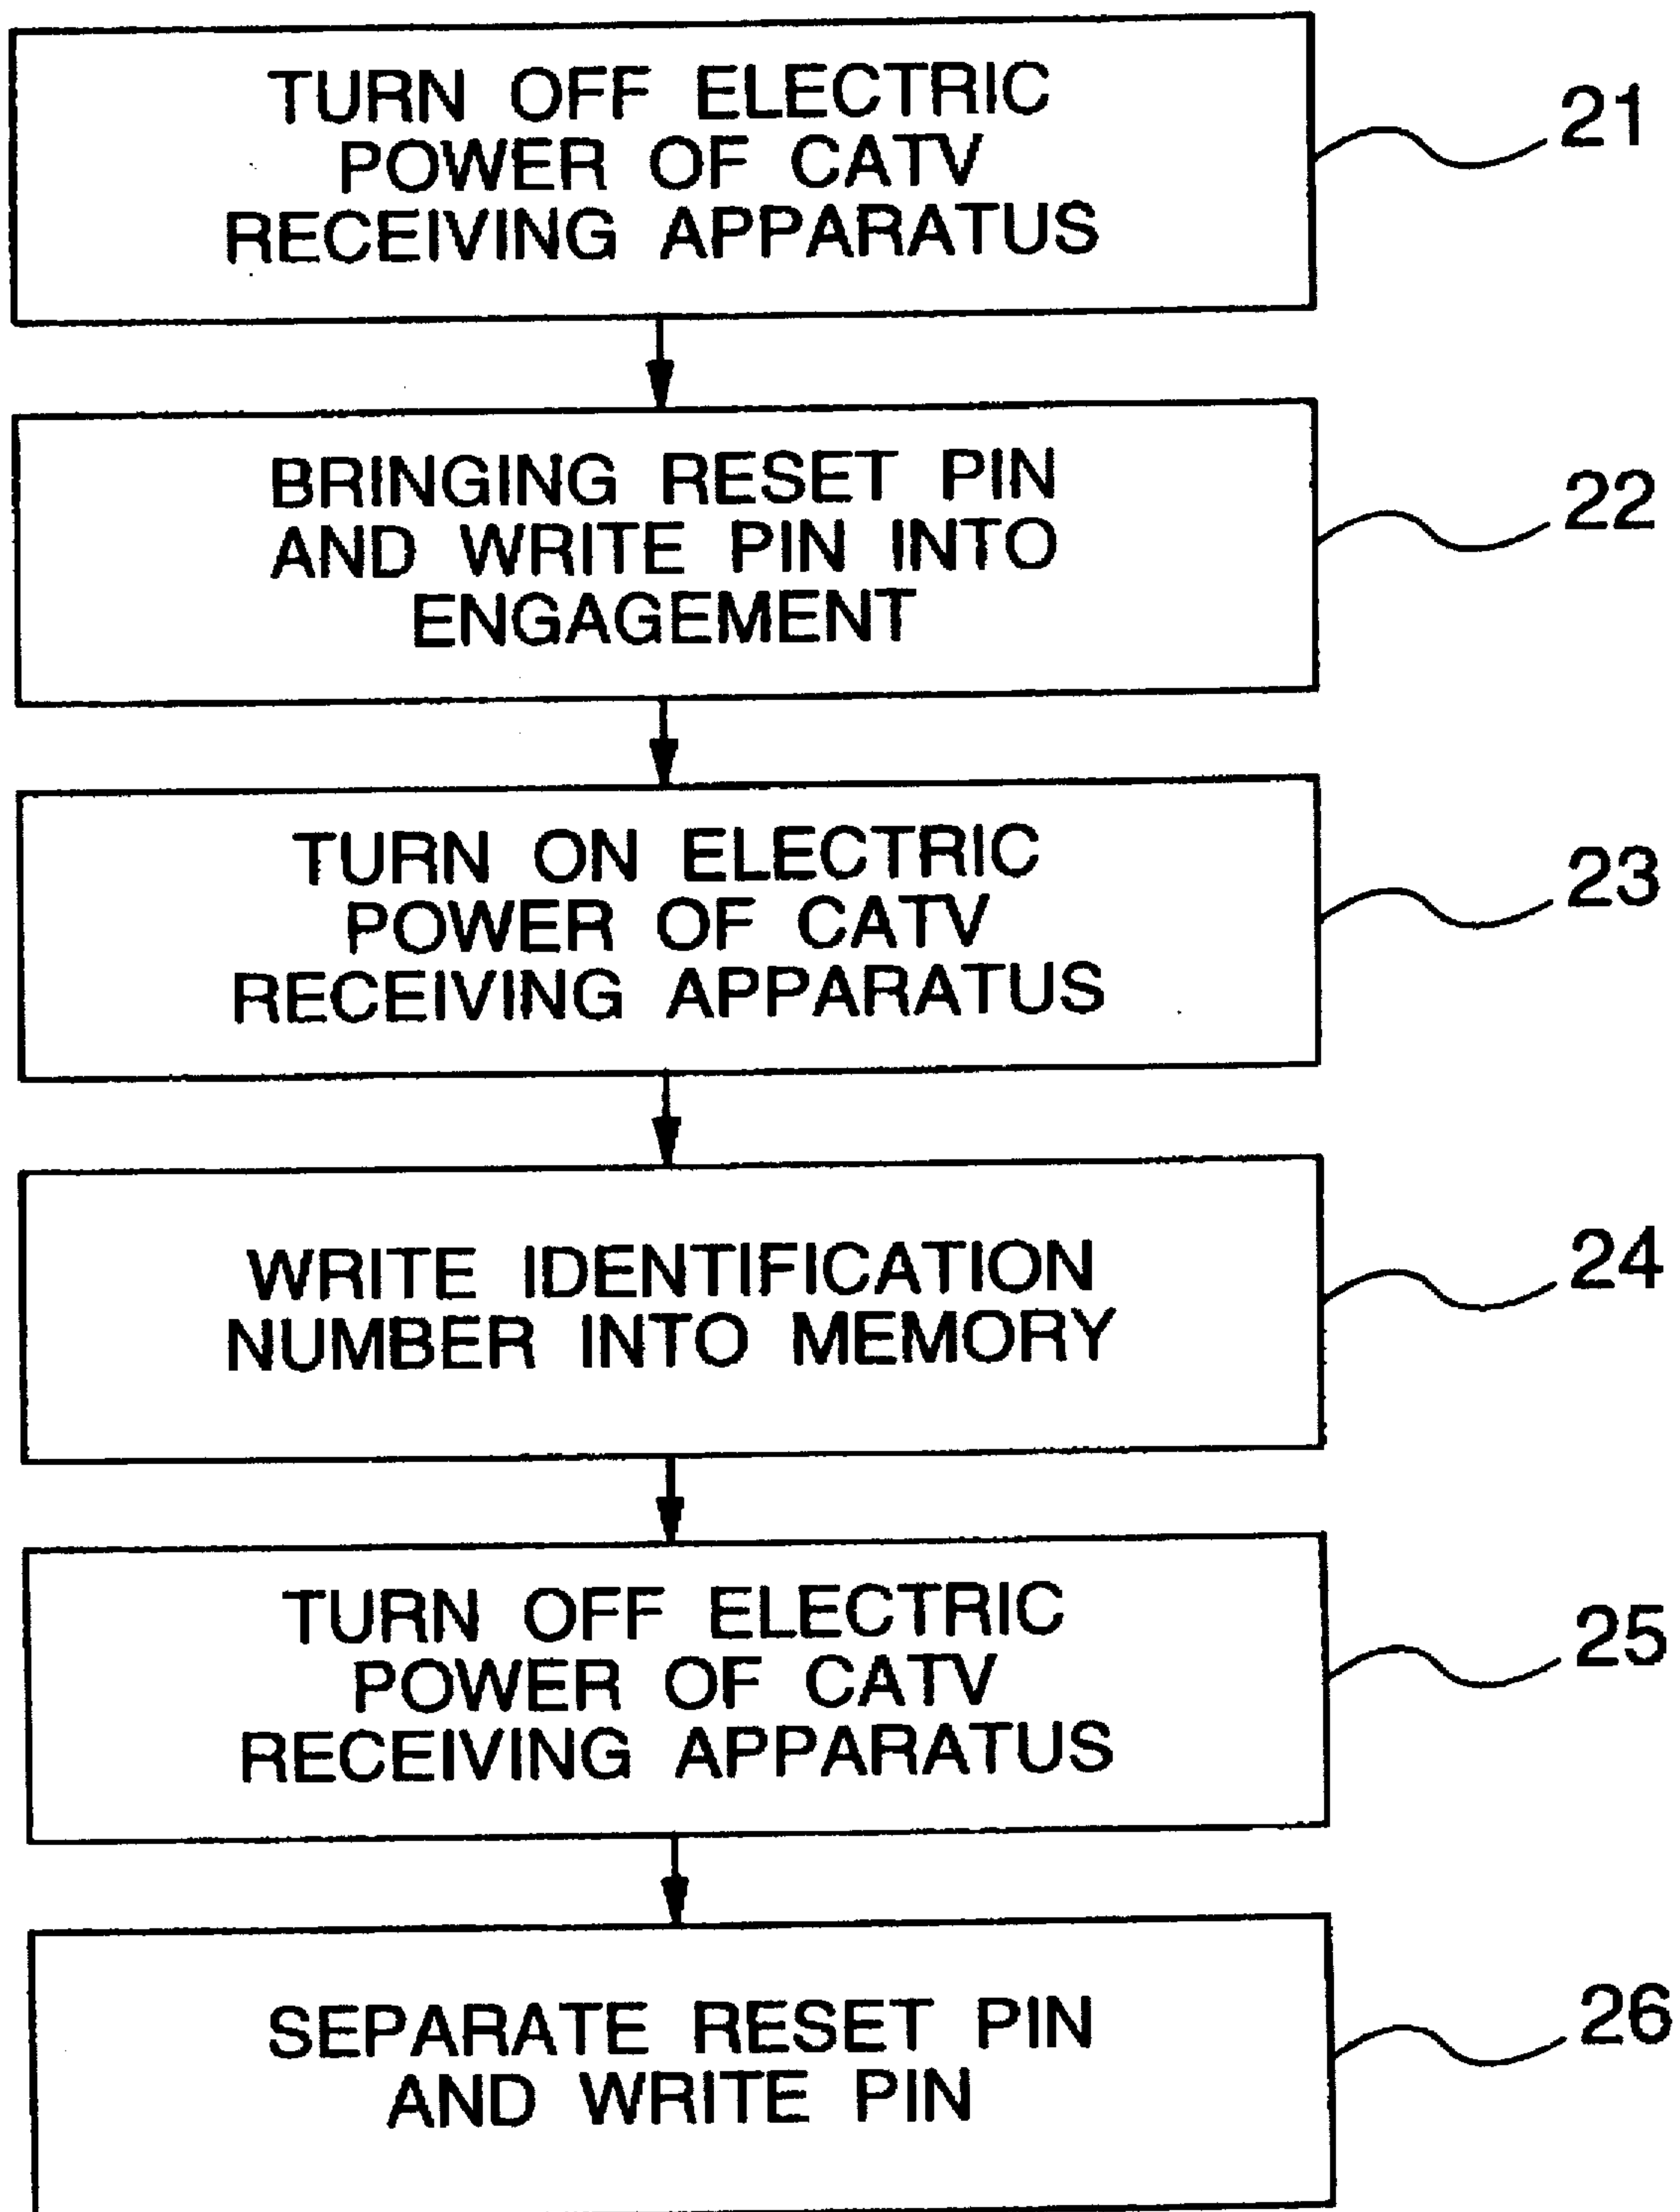 TURN OFF ELECTRIC
POWER OF CATV
RECEIVING APPARATUS
21
BRINGING RESET PIN
AND WRITE PIN INTO
ENGAGEMENT
22
TURN ON ELECTRIC
POWER OF CATV
RECEIVING APPARATUS
23
WRITE IDENTIFICATION
NUMBER INTO MEMORY
24
TURN OFF ELECTRIC
POWER OF CATV
RECEIVING APPARATUS
25
SEPARATE RESET PIN
AND WRITE PIN
26